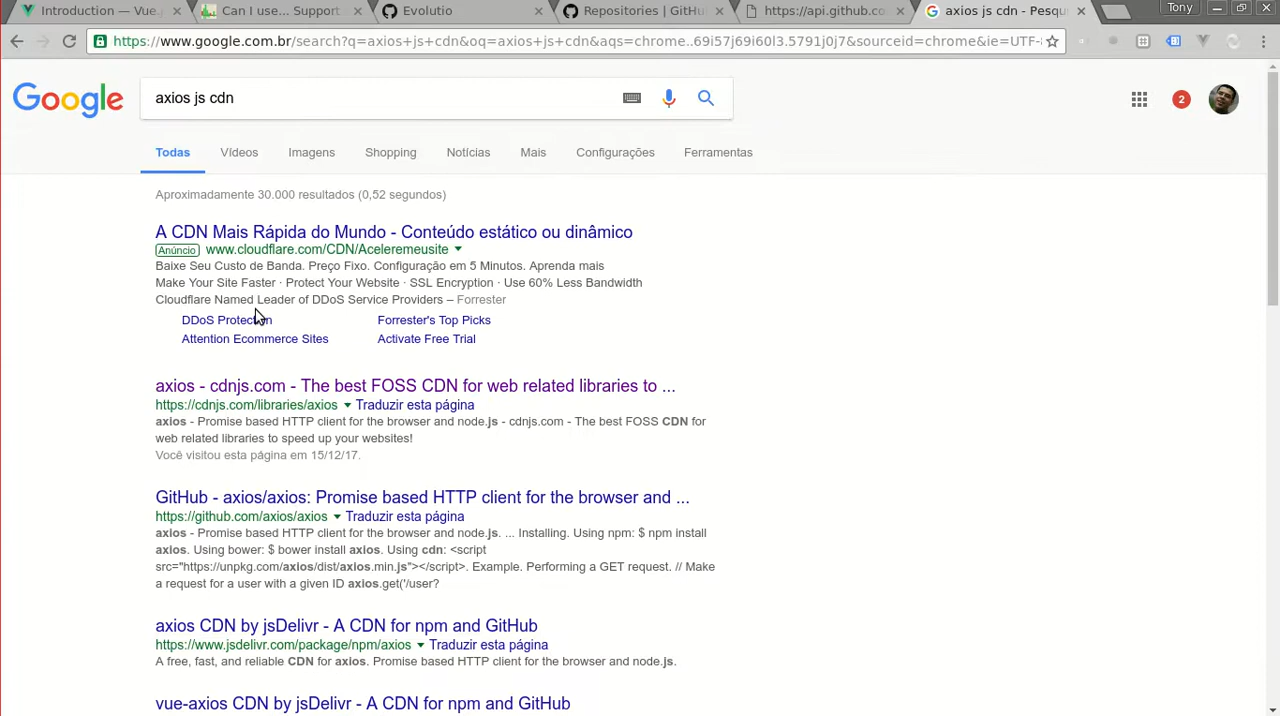 Introduction — Vue.
Can I use... Support
Evolutio
Repositories | GitH
https://api.github.co
axios js cdn - Pesqu
Tony
https://www.google.com.br/search?q=axios+js+cdn&oq=axios+js+cdn&aqs=chrome..69i57j69i60l3.5791j0j7&sourceid=chrome&ie=UTF-
Google
axios js cdn
2
Todas
Vídeos
Imagens
Shopping
Notícias
Mais
Configurações
Ferramentas
Aproximadamente 30.000 resultados (0,52 segundos)
A CDN Mais Rápida do Mundo - Conteúdo estático ou dinâmico
Anúncio www.cloudflare.com/CDN/Aceleremeusite
Baixe Seu Custo de Banda. Preço Fixo. Configuração em 5 Minutos. Aprenda mais
Make Your Site Faster · Protect Your Website · SSL Encryption · Use 60% Less Bandwidth
Cloudflare Named Leader of DDoS Service Providers – Forrester
DDoS Protection
Forrester's Top Picks
Attention Ecommerce Sites
Activate Free Trial
axios - cdnjs.com - The best FOSS CDN for web related libraries to ...
https://cdnjs.com/libraries/axios Traduzir esta página
axios - Promise based HTTP client for the browser and node.js - cdnjs.com - The best FOSS CDN for
web related libraries to speed up your websites!
Você visitou esta página em 15/12/17.
GitHub - axios/axios: Promise based HTTP client for the browser and ...
https://github.com/axios/axios Traduzir esta página
axios - Promise based HTTP client for the browser and node.js. ... Installing. Using npm: $ npm install
axios. Using bower: $ bower install axios. Using cdn: <script
src="https://unpkg.com/axios/dist/axios.min.js"></script>. Example. Performing a GET request. // Make
a request for a user with a given ID axios.get('/user?
axios CDN by jsDelivr - A CDN for npm and GitHub
https://www.jsdelivr.com/package/npm/axios Traduzir esta página
A free, fast, and reliable CDN for axios. Promise based HTTP client for the browser and node.js.
vue-axios CDN by jsDelivr - A CDN for npm and GitHub